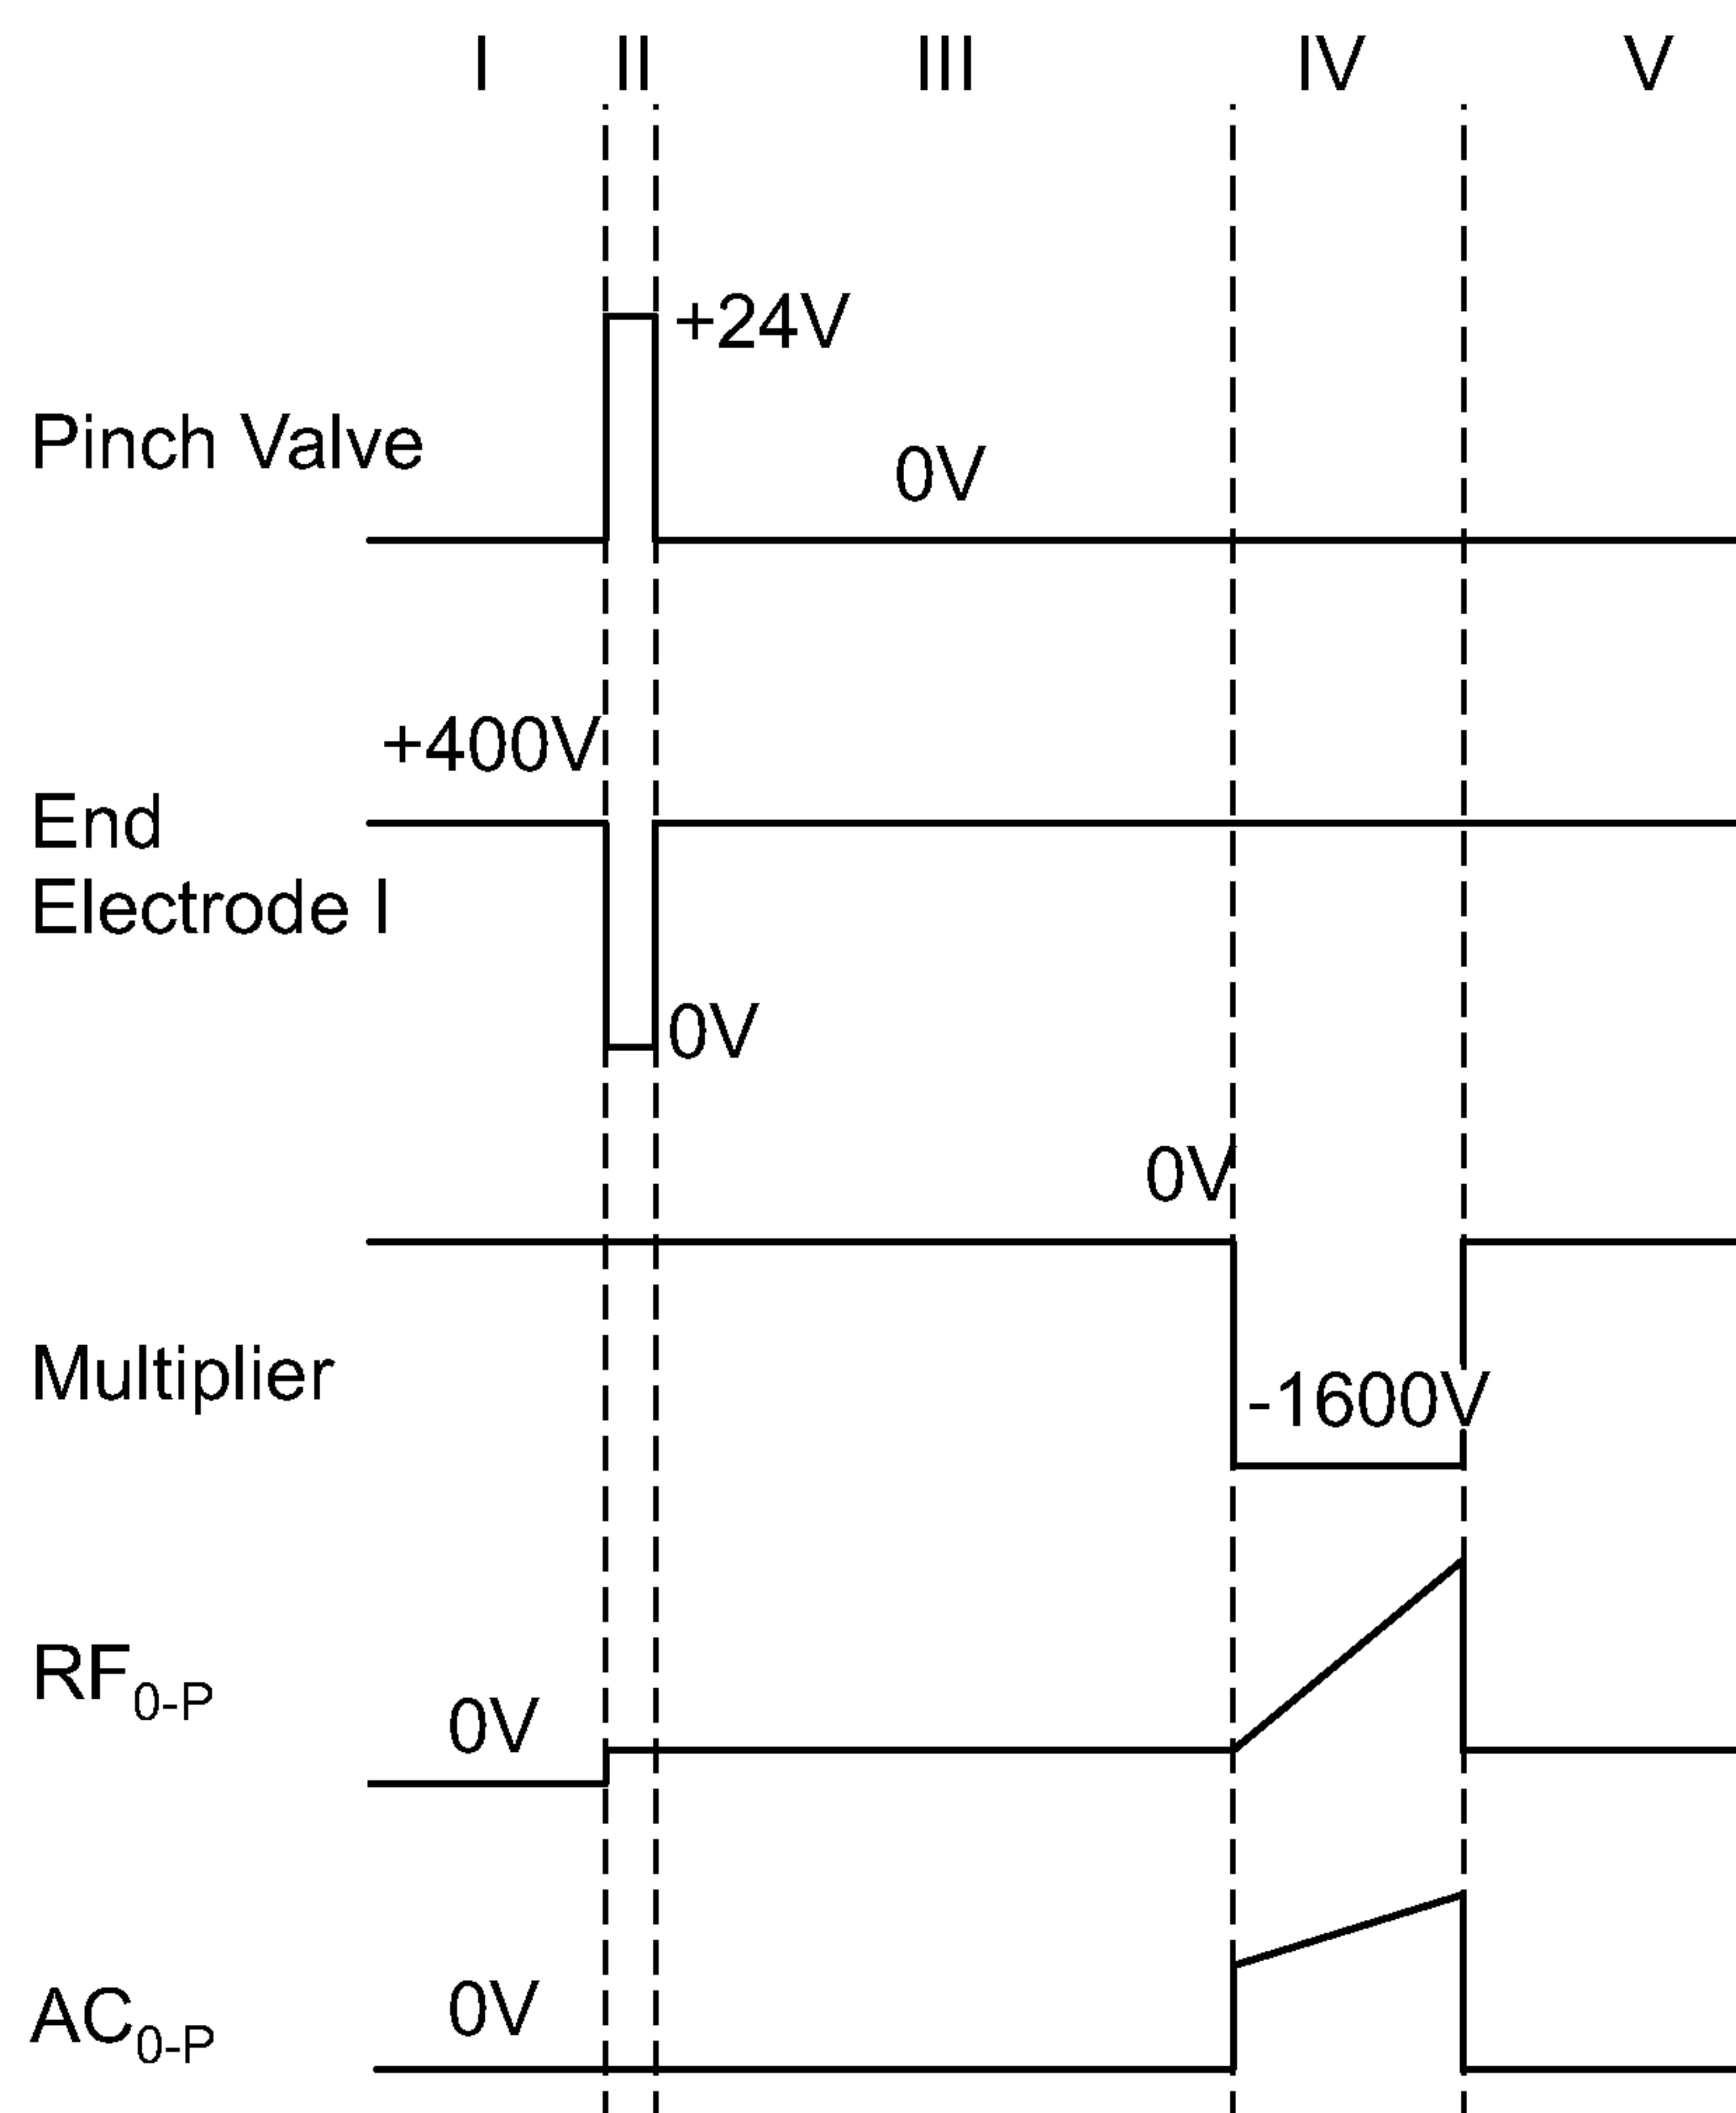 I II III IV V
+24V
Pinch Valve
0V
+400V
End
Electrode I
0V
0V
Multiplier
-1600V
RF0-P
0V
AC0-P
0V